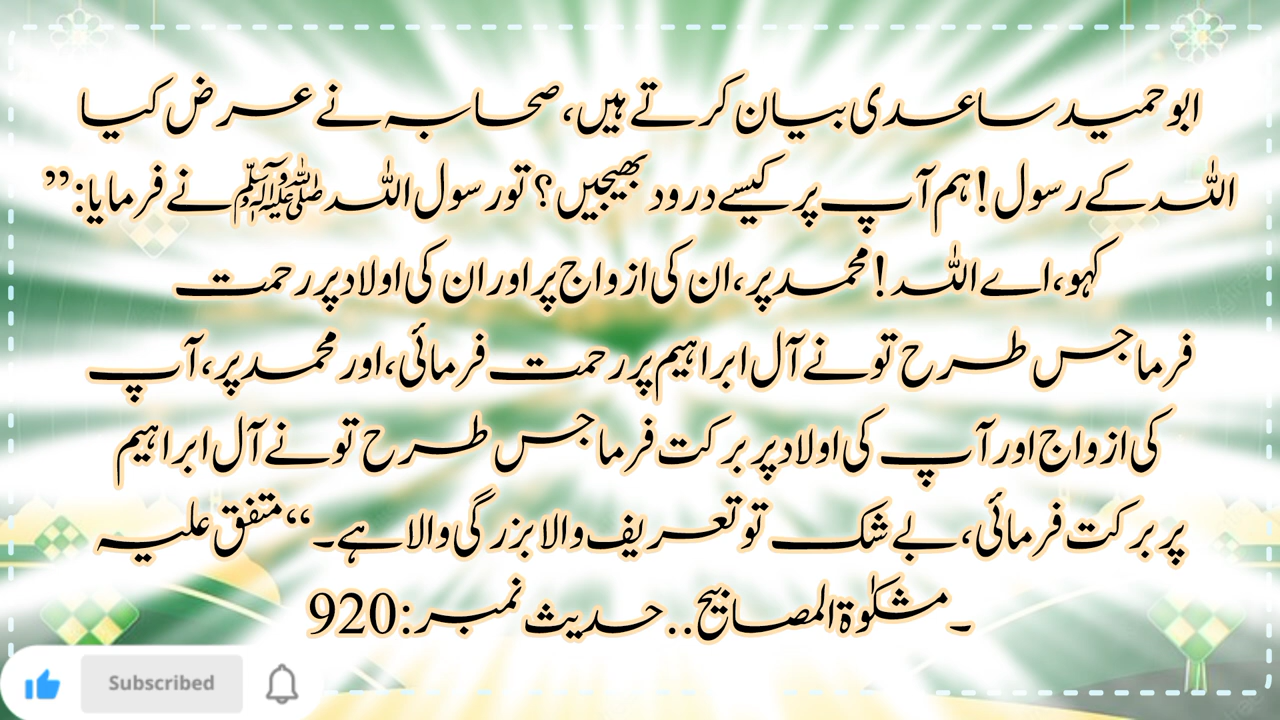 ابو حمید ساعدی بیان کرتے ہیں، صحابہ نے عرض کیا
اللہ کے رسول ! ہم آپ پر کیسے درود بھیجیں؟ تو رسول اللہ ﷺ نے فرمایا: ”
کہو، اے اللہ ! محمد پر، ان کی ازواج پر اور ان کی اولاد پر رحمت
فرما جس طرح تو نے آل ابراہیم پر رحمت فرمائی، اور محمد پر، آپ
کی ازواج اور آپ کی اولاد پر برکت فرما جس طرح تو نے آل ابراہیم
پر برکت فرمائی، بے شک تو تعریف والا بزرگی والا ہے۔ “ متفق علیہ
۔ مشکوٰۃ المصابیح.. حدیث نمبر: 920
Subscribed